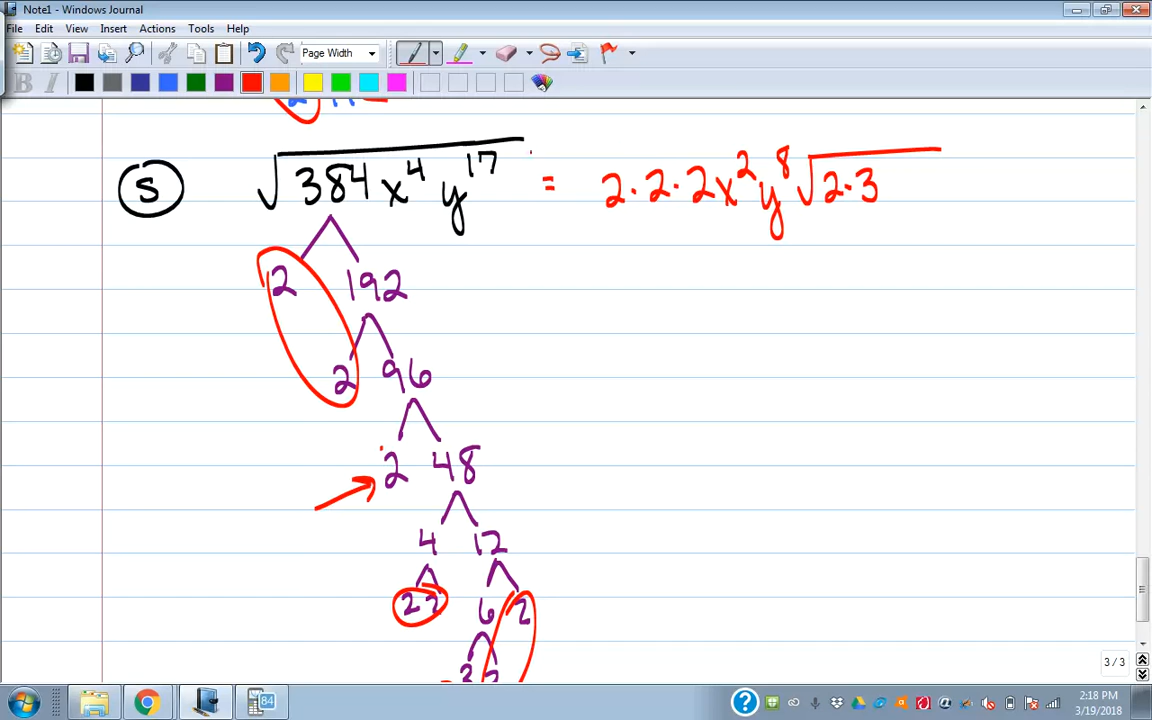 Note1 - Windows Journal
File Edit View Insert Actions Tools Help
Page Width
B I
S √384x⁴y¹⁷ = 2·2·2x²y⁸√2·3
2 192
2 96
2 48
4 12
2 2 6 2
3 2
3 / 3
84
2:18 PM
3/19/2018